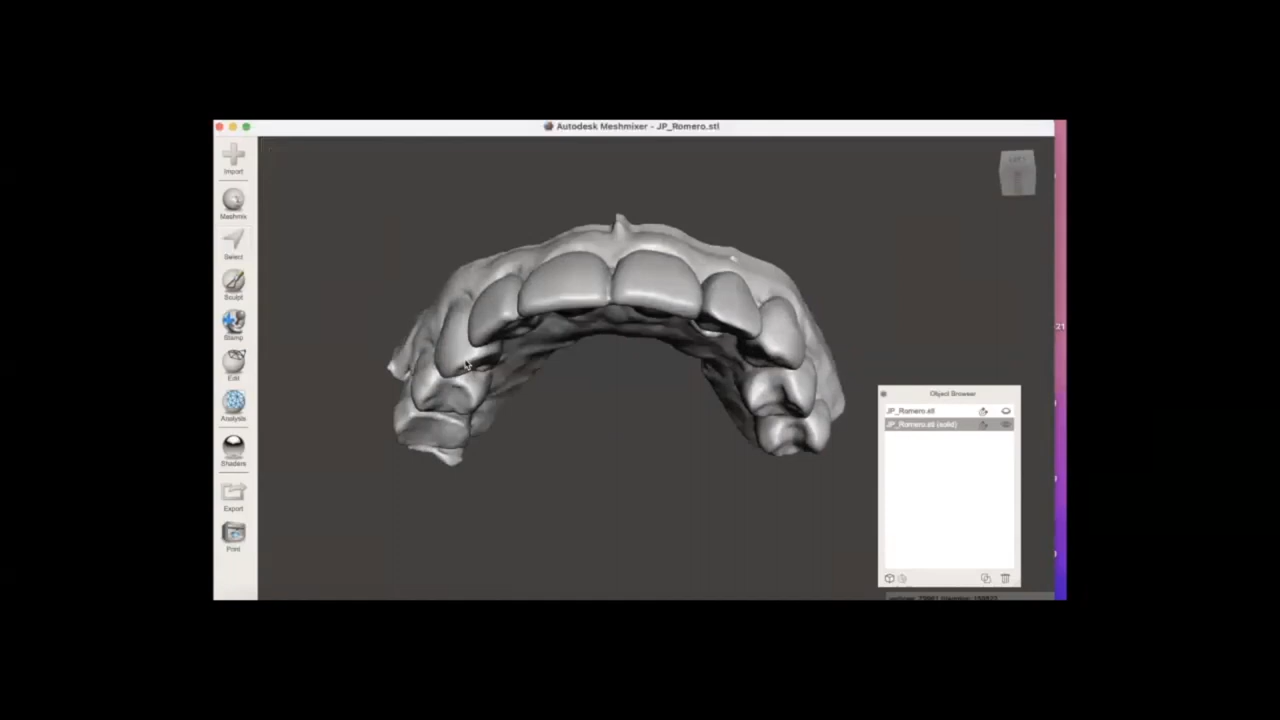 Autodesk Meshmixer - JP_Romero.stl
Import
Meshmix
Select
Sculpt
Stamp
Edit
Analysis
Shaders
Export
Print
21
Object Browser
JP_Romero.stl
JP_Romero.stl (solid)